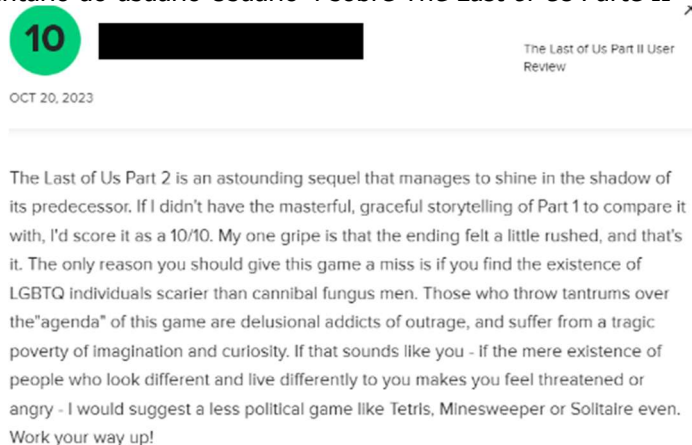 10
The Last of Us Part II User
Review
OCT 20, 2023
The Last of Us Part 2 is an astounding sequel that manages to shine in the shadow of
its predecessor. If I didn't have the masterful, graceful storytelling of Part 1 to compare it
with, I'd score it as a 10/10. My one gripe is that the ending felt a little rushed, and that's
it. The only reason you should give this game a miss is if you find the existence of
LGBTQ individuals scarier than cannibal fungus men. Those who throw tantrums over
the"agenda" of this game are delusional addicts of outrage, and suffer from a tragic
poverty of imagination and curiosity. If that sounds like you - if the mere existence of
people who look different and live differently to you makes you feel threatened or
angry - I would suggest a less political game like Tetris, Minesweeper or Solitaire even.
Work your way up!